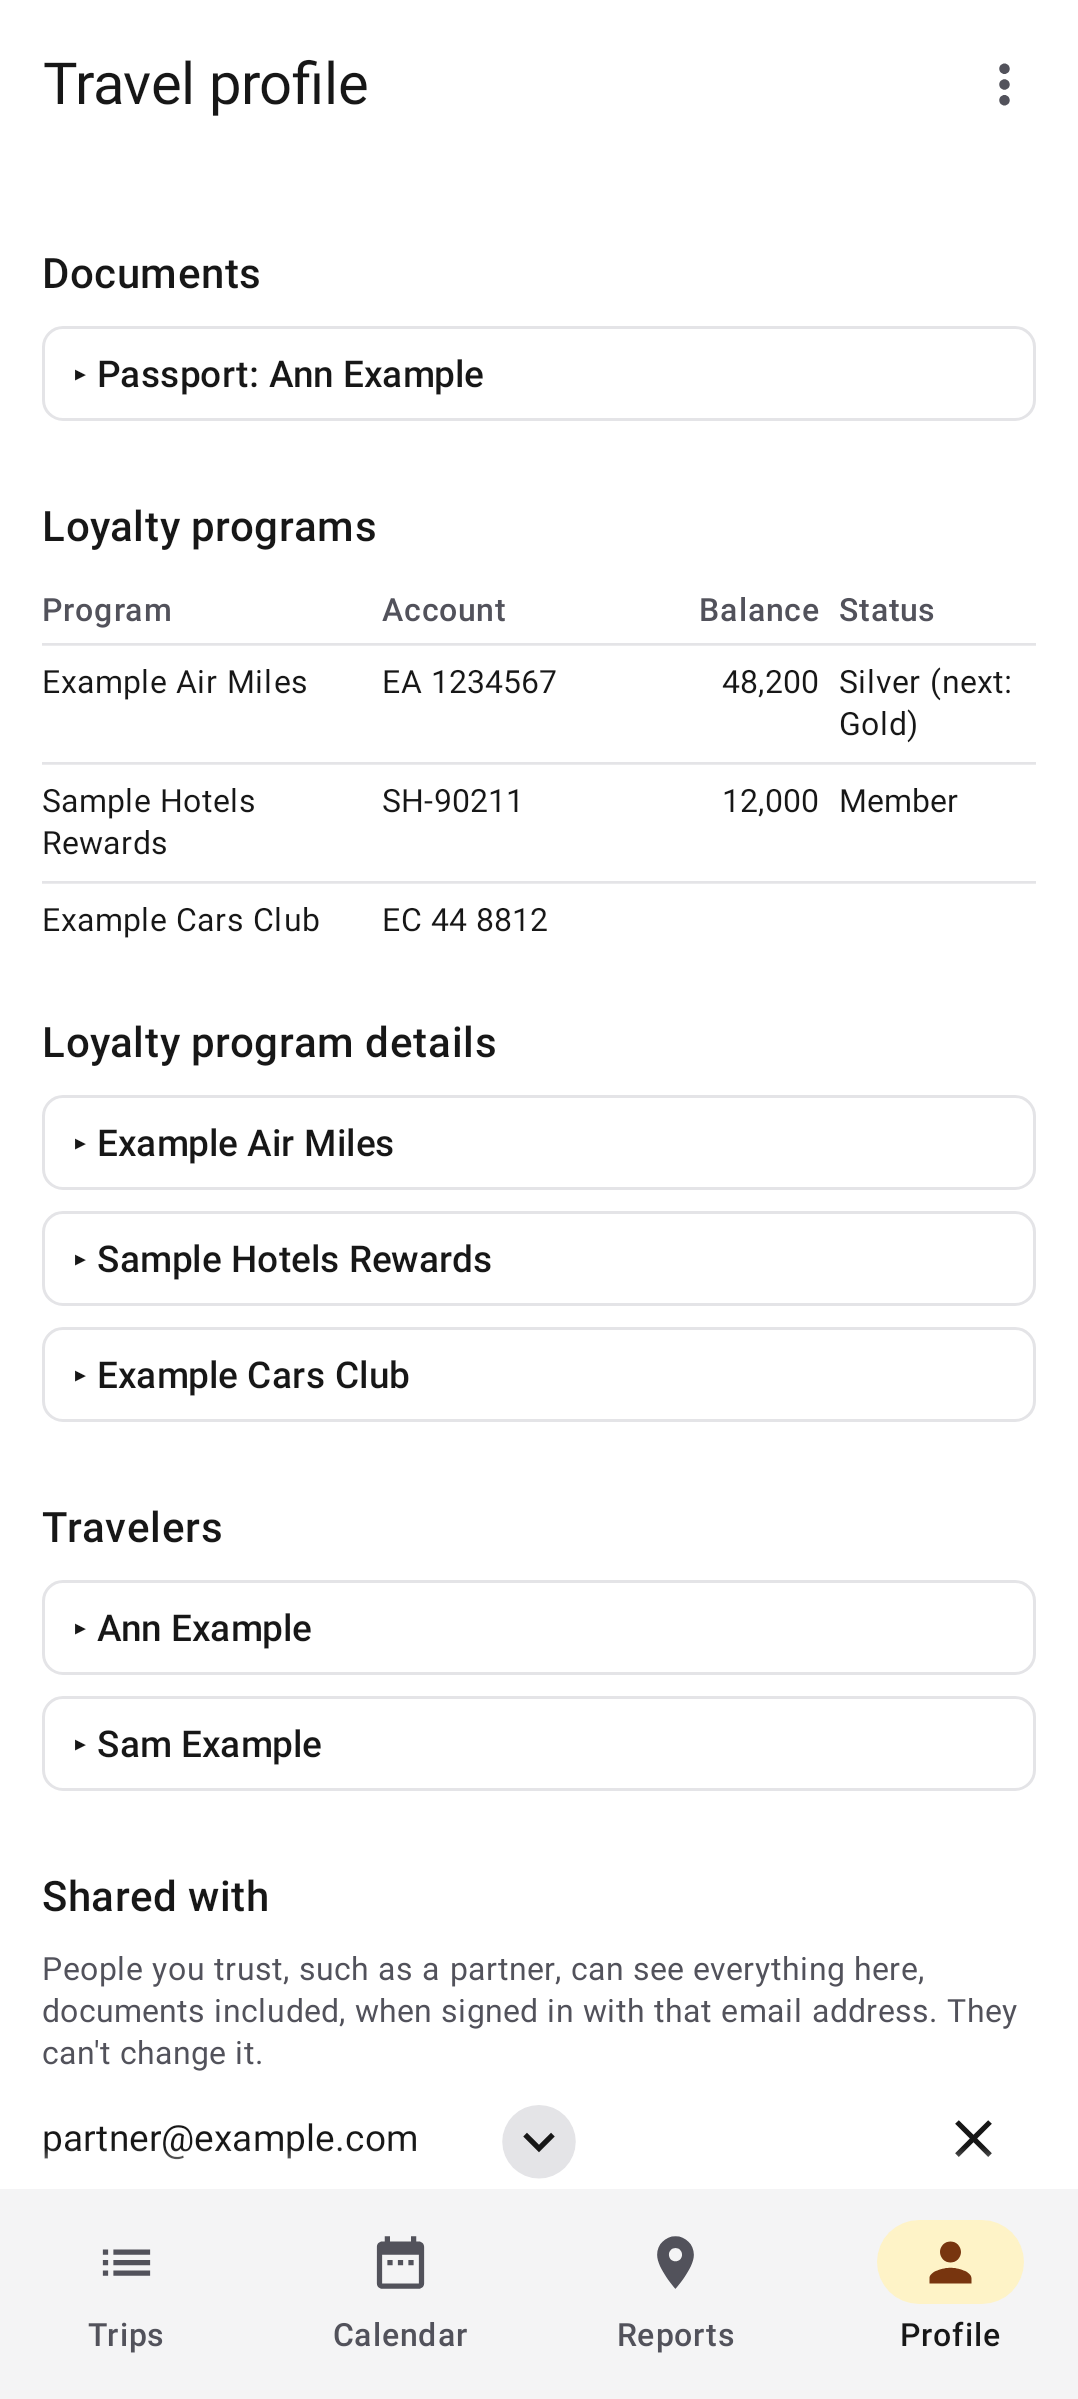 Travel profile
Documents
▸ Passport: Ann Example
Loyalty programs
Program Account Balance Status
Example Air Miles EA 1234567 48,200 Silver (next:
Gold)
Sample Hotels SH-90211 12,000 Member
Rewards
Example Cars Club EC 44 8812
Loyalty program details
▸ Example Air Miles
▸ Sample Hotels Rewards
▸ Example Cars Club
Travelers
▸ Ann Example
▸ Sam Example
Shared with
People you trust, such as a partner, can see everything here,
documents included, when signed in with that email address. They
can't change it.
partner@example.com
Trips Calendar Reports Profile